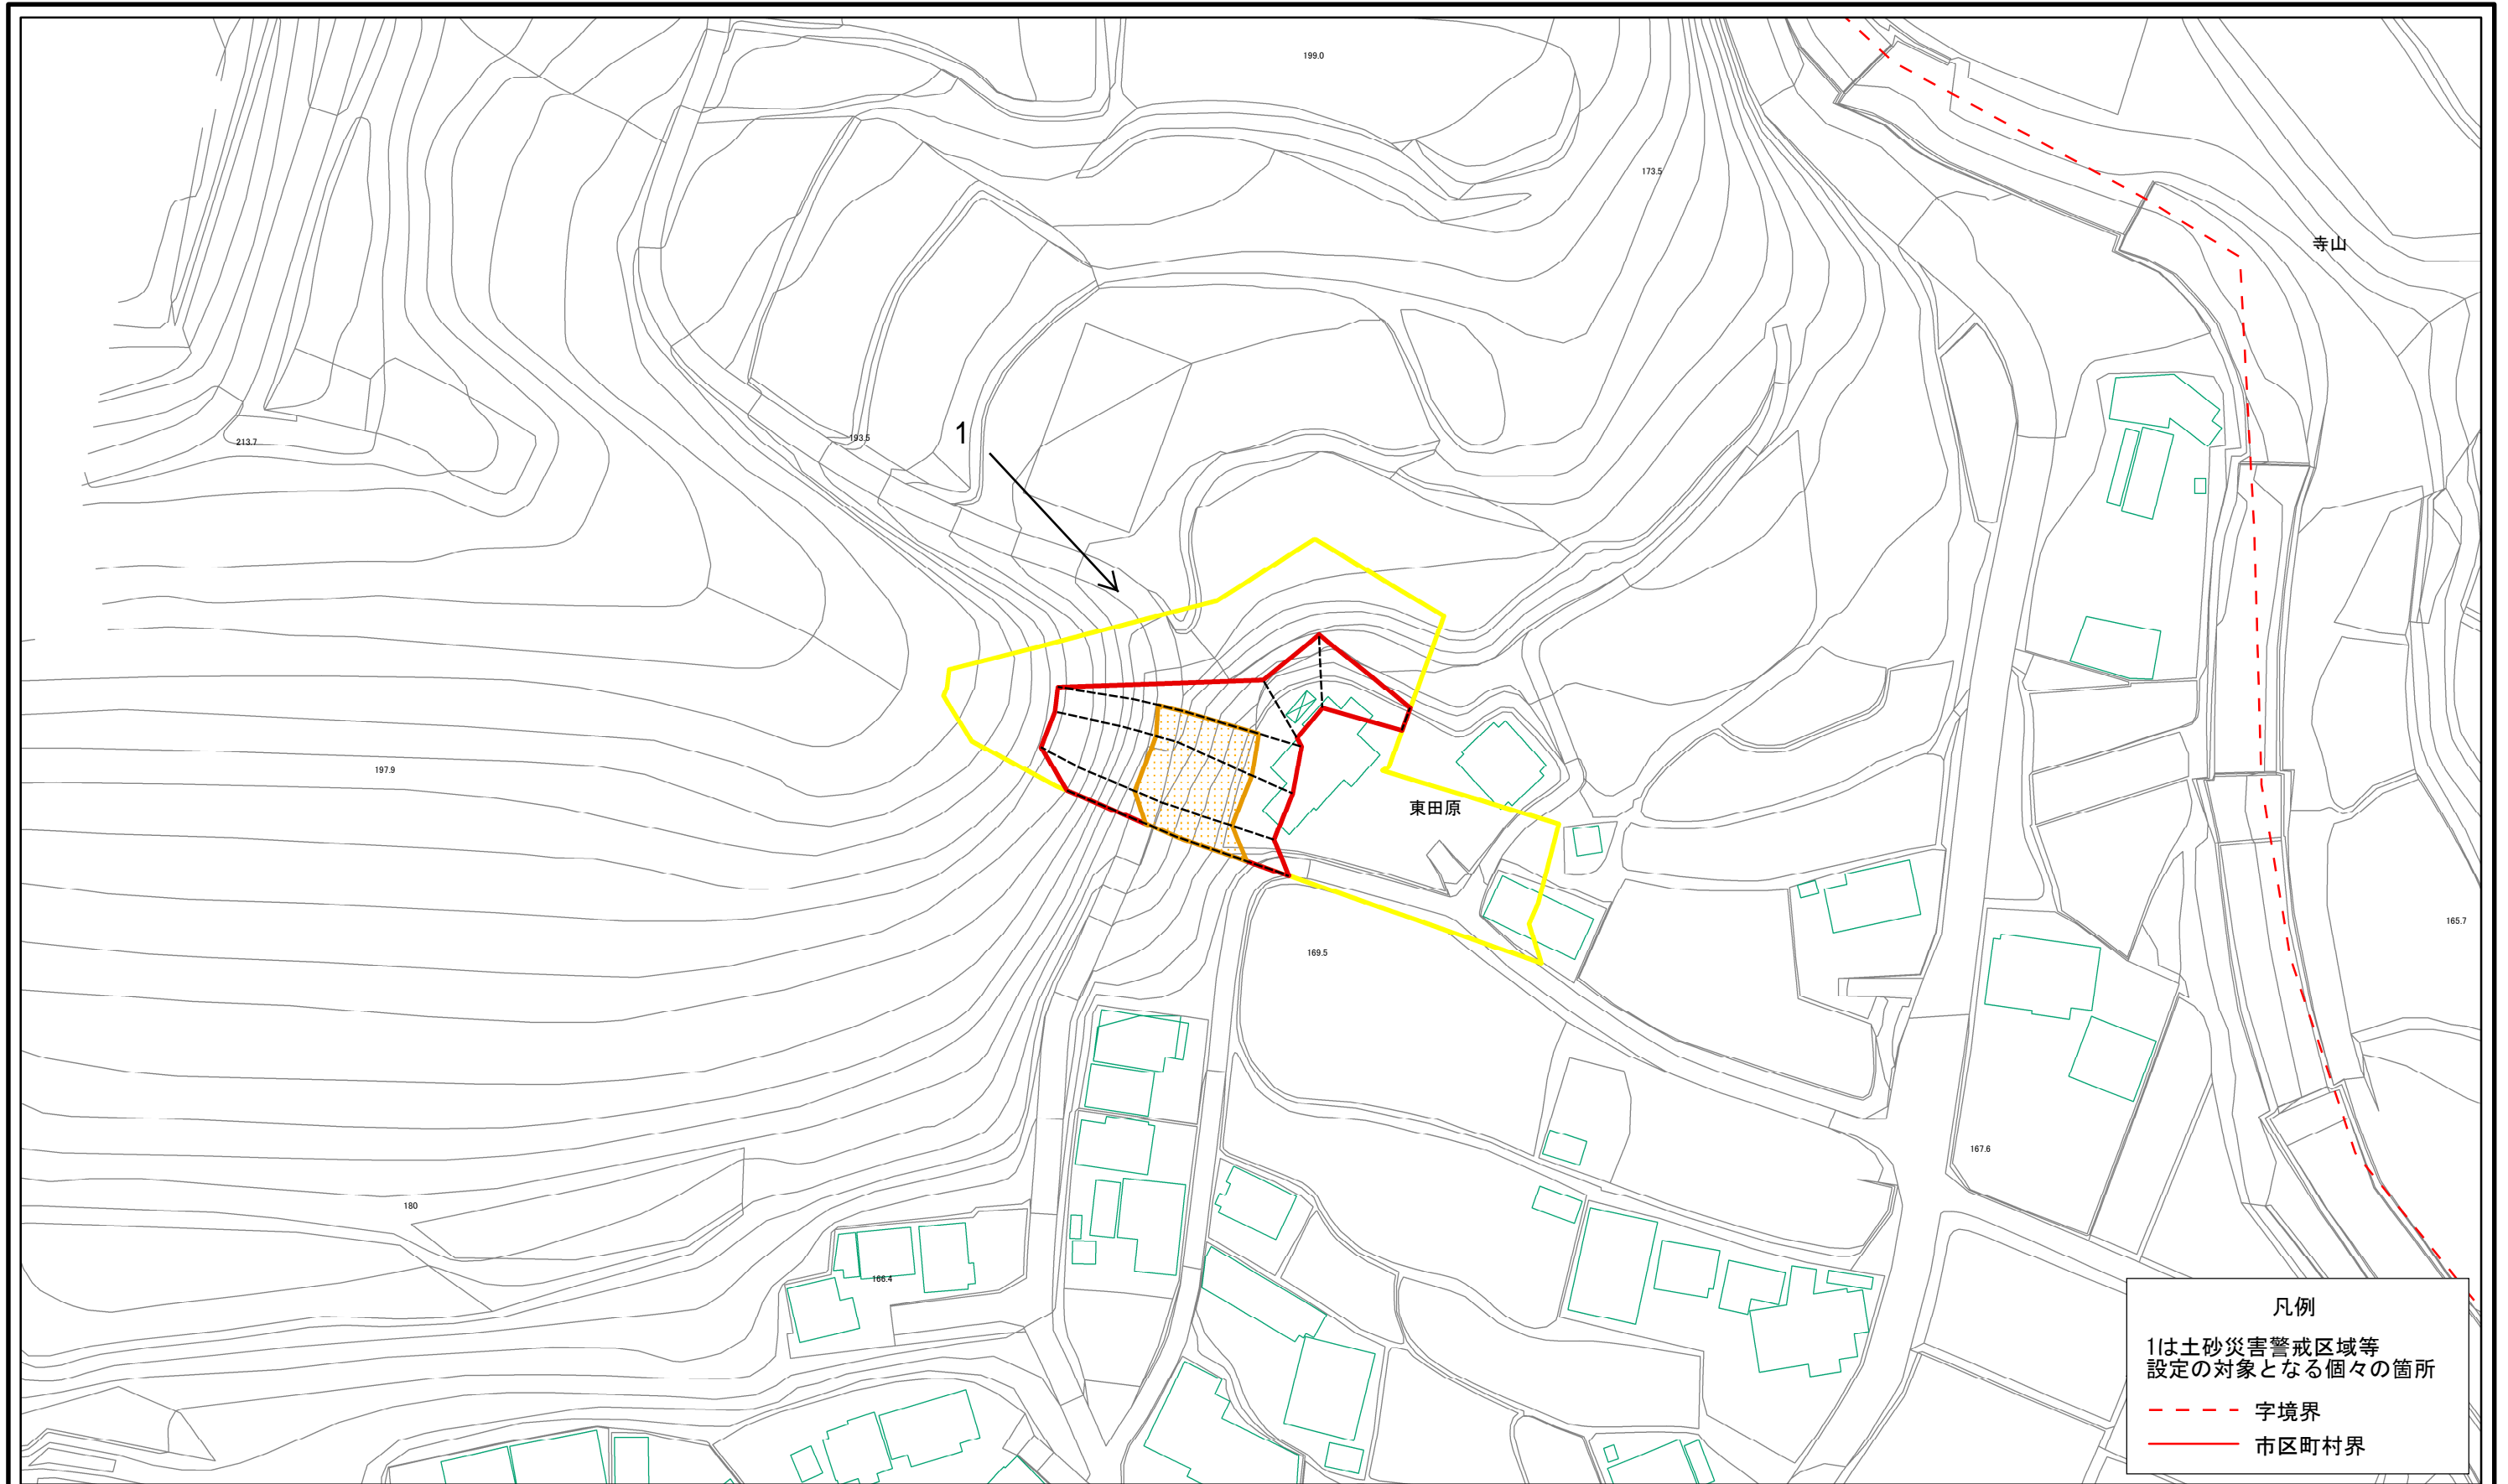 199.0
173.5
寺山
213.7
193.5
1
197.9
東田原
165.7
169.5
167.6
180
166.4
凡例
1は土砂災害警戒区域等
設定の対象となる個々の箇所
字境界
市区町村界